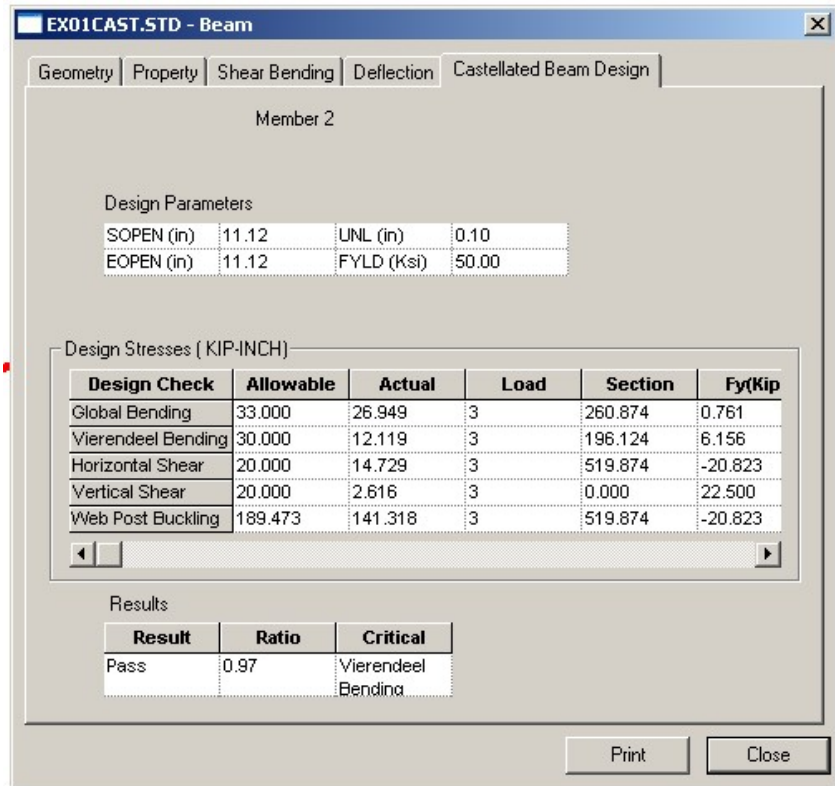 EX01CAST.STD - Beam
Geometry Property Shear Bending Deflection Castellated Beam Design
Member 2
Design Parameters
SOPEN (in) 11.12 UNL (in) 0.10
EOPEN (in) 11.12 FYLD (Ksi) 50.00
Design Stresses ( KIP-INCH)
Design Check Allowable Actual Load Section Fy(Kip
Global Bending 33.000 26.949 3 260.874 0.761
Vierendeel Bending 30.000 12.119 3 196.124 6.156
Horizontal Shear 20.000 14.729 3 519.874 -20.823
Vertical Shear 20.000 2.616 3 0.000 22.500
Web Post Buckling 189.473 141.318 3 519.874 -20.823
Results
Result Ratio Critical
Pass 0.97 Vierendeel
Bending
Print Close